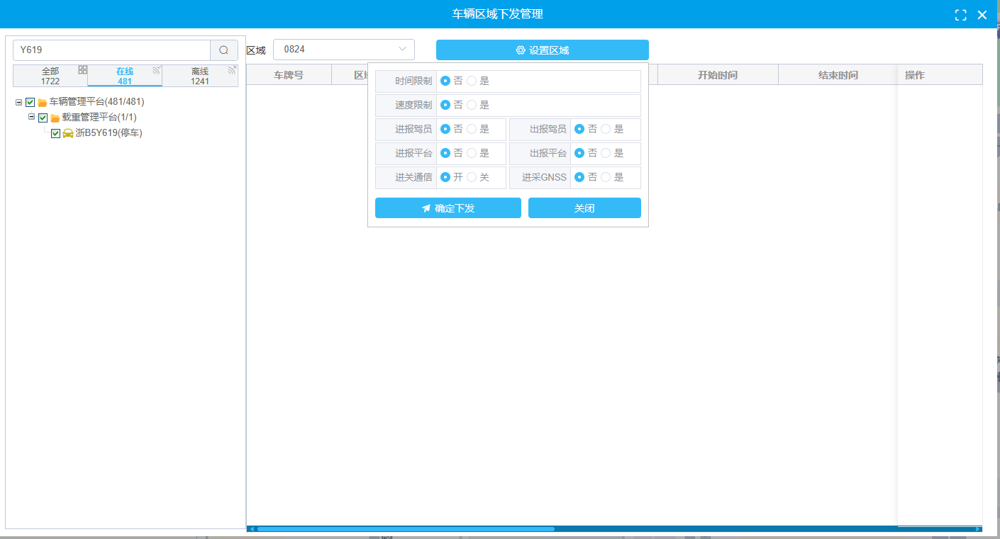 车辆区域下发管理
Y619
区域
0824
设置区域
全部
1722
在线
481
离线
1241
车牌号
开始时间
结束时间
操作
车辆管理平台(481/481)
载重管理平台(1/1)
浙B5Y619(停车)
时间限制 否 是
速度限制 否 是
进报驾员 否 是 出报驾员 否 是
进报平台 否 是 出报平台 否 是
进关通信 开 关 进采GNSS 否 是
确定下发
关闭